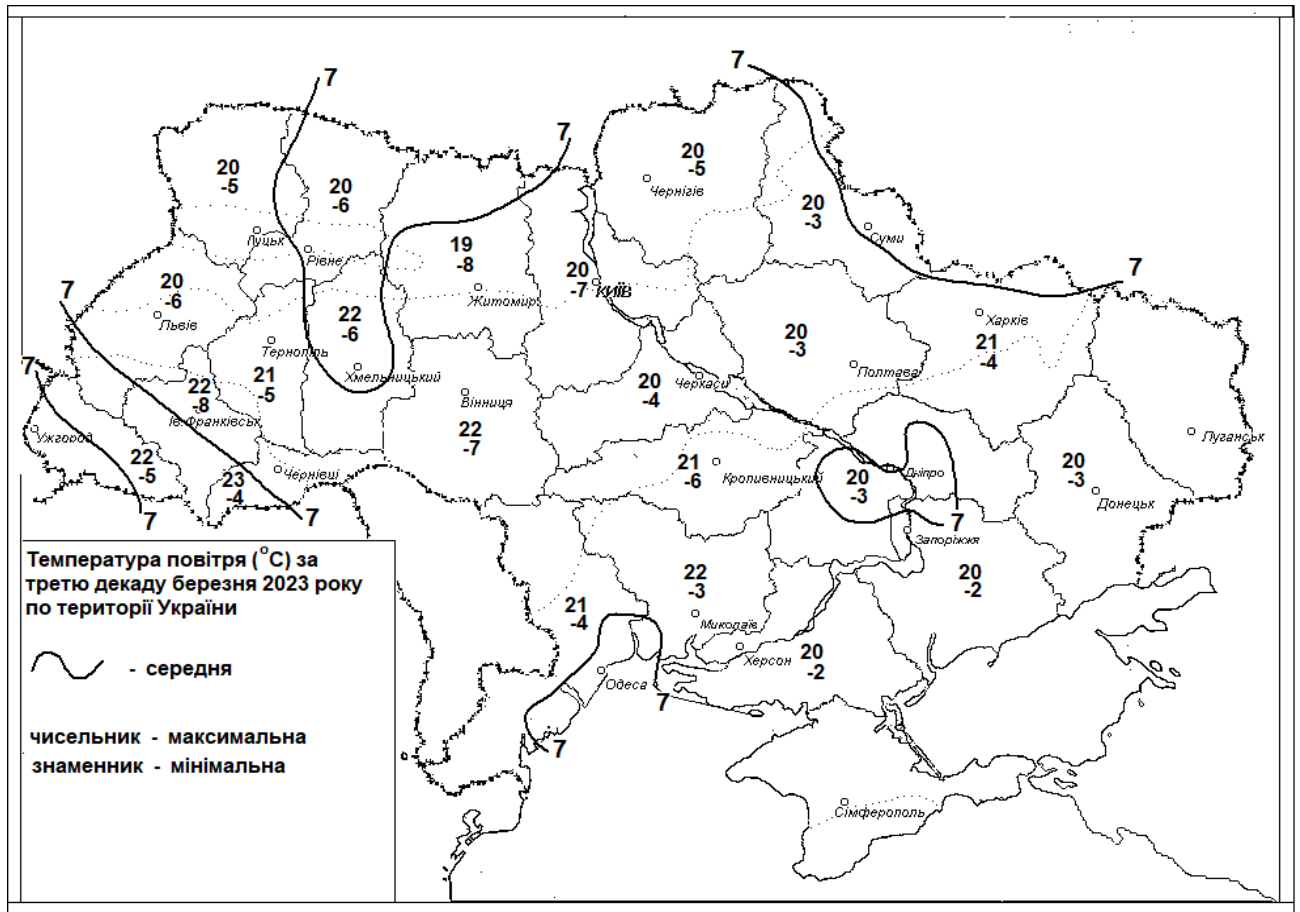 7
7
7
7
20
-5
Чернігів
20
-5
20
-6
20
-3
Суми
Луцьк
Рівне
19
-8
Житомир
20
-7
КИЇВ
7
7
20
-6
Львів
22
-6
Хмельницький
Харків
21
-4
Тернопіль
21
-5
20
-3
Полтава
7
22
-8
Ів.Франківськ
Вінниця
22
-7
20
-4
Черкаси
Ужгород
22
-5
23
-4
Чернівці
21
-6
Кропивницький
20
-3
Дніпро
20
-3
Донецьк
Луганськ
7
7
7
Запоріжжя
20
-2
22
-3
Миколаїв
21
-4
Херсон
20
-2
Одеса
7
7
Сімферополь
Температура повітря (°С) за
третю декаду березня 2023 року
по території України
- середня
чисельник - максимальна
знаменник - мінімальна